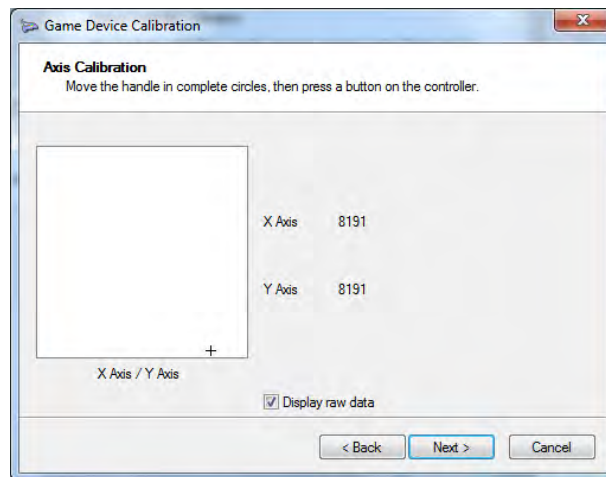 Game Device Calibration
Axis Calibration
Move the handle in complete circles, then press a button on the controller.
X Axis 8191
Y Axis 8191
X Axis / Y Axis
Display raw data
< Back Next > Cancel